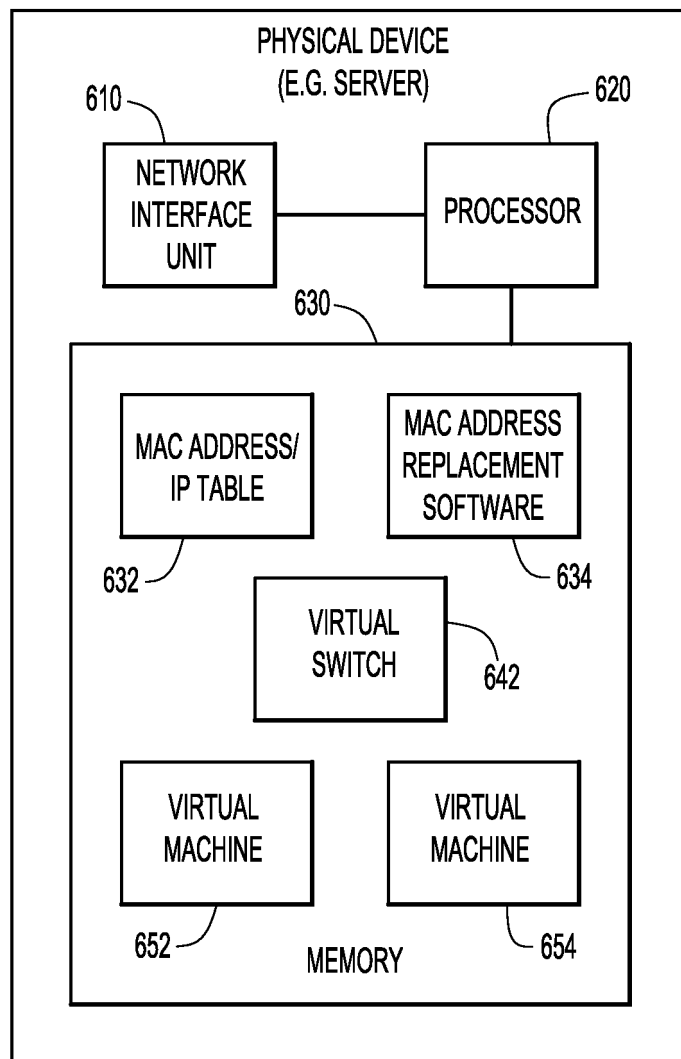 PHYSICAL DEVICE
(E.G. SERVER)
610
620
NETWORK
INTERFACE
UNIT
PROCESSOR
630
MAC ADDRESS/
IP TABLE
MAC ADDRESS
REPLACEMENT
SOFTWARE
632
634
VIRTUAL
SWITCH
642
VIRTUAL
MACHINE
VIRTUAL
MACHINE
652
654
MEMORY